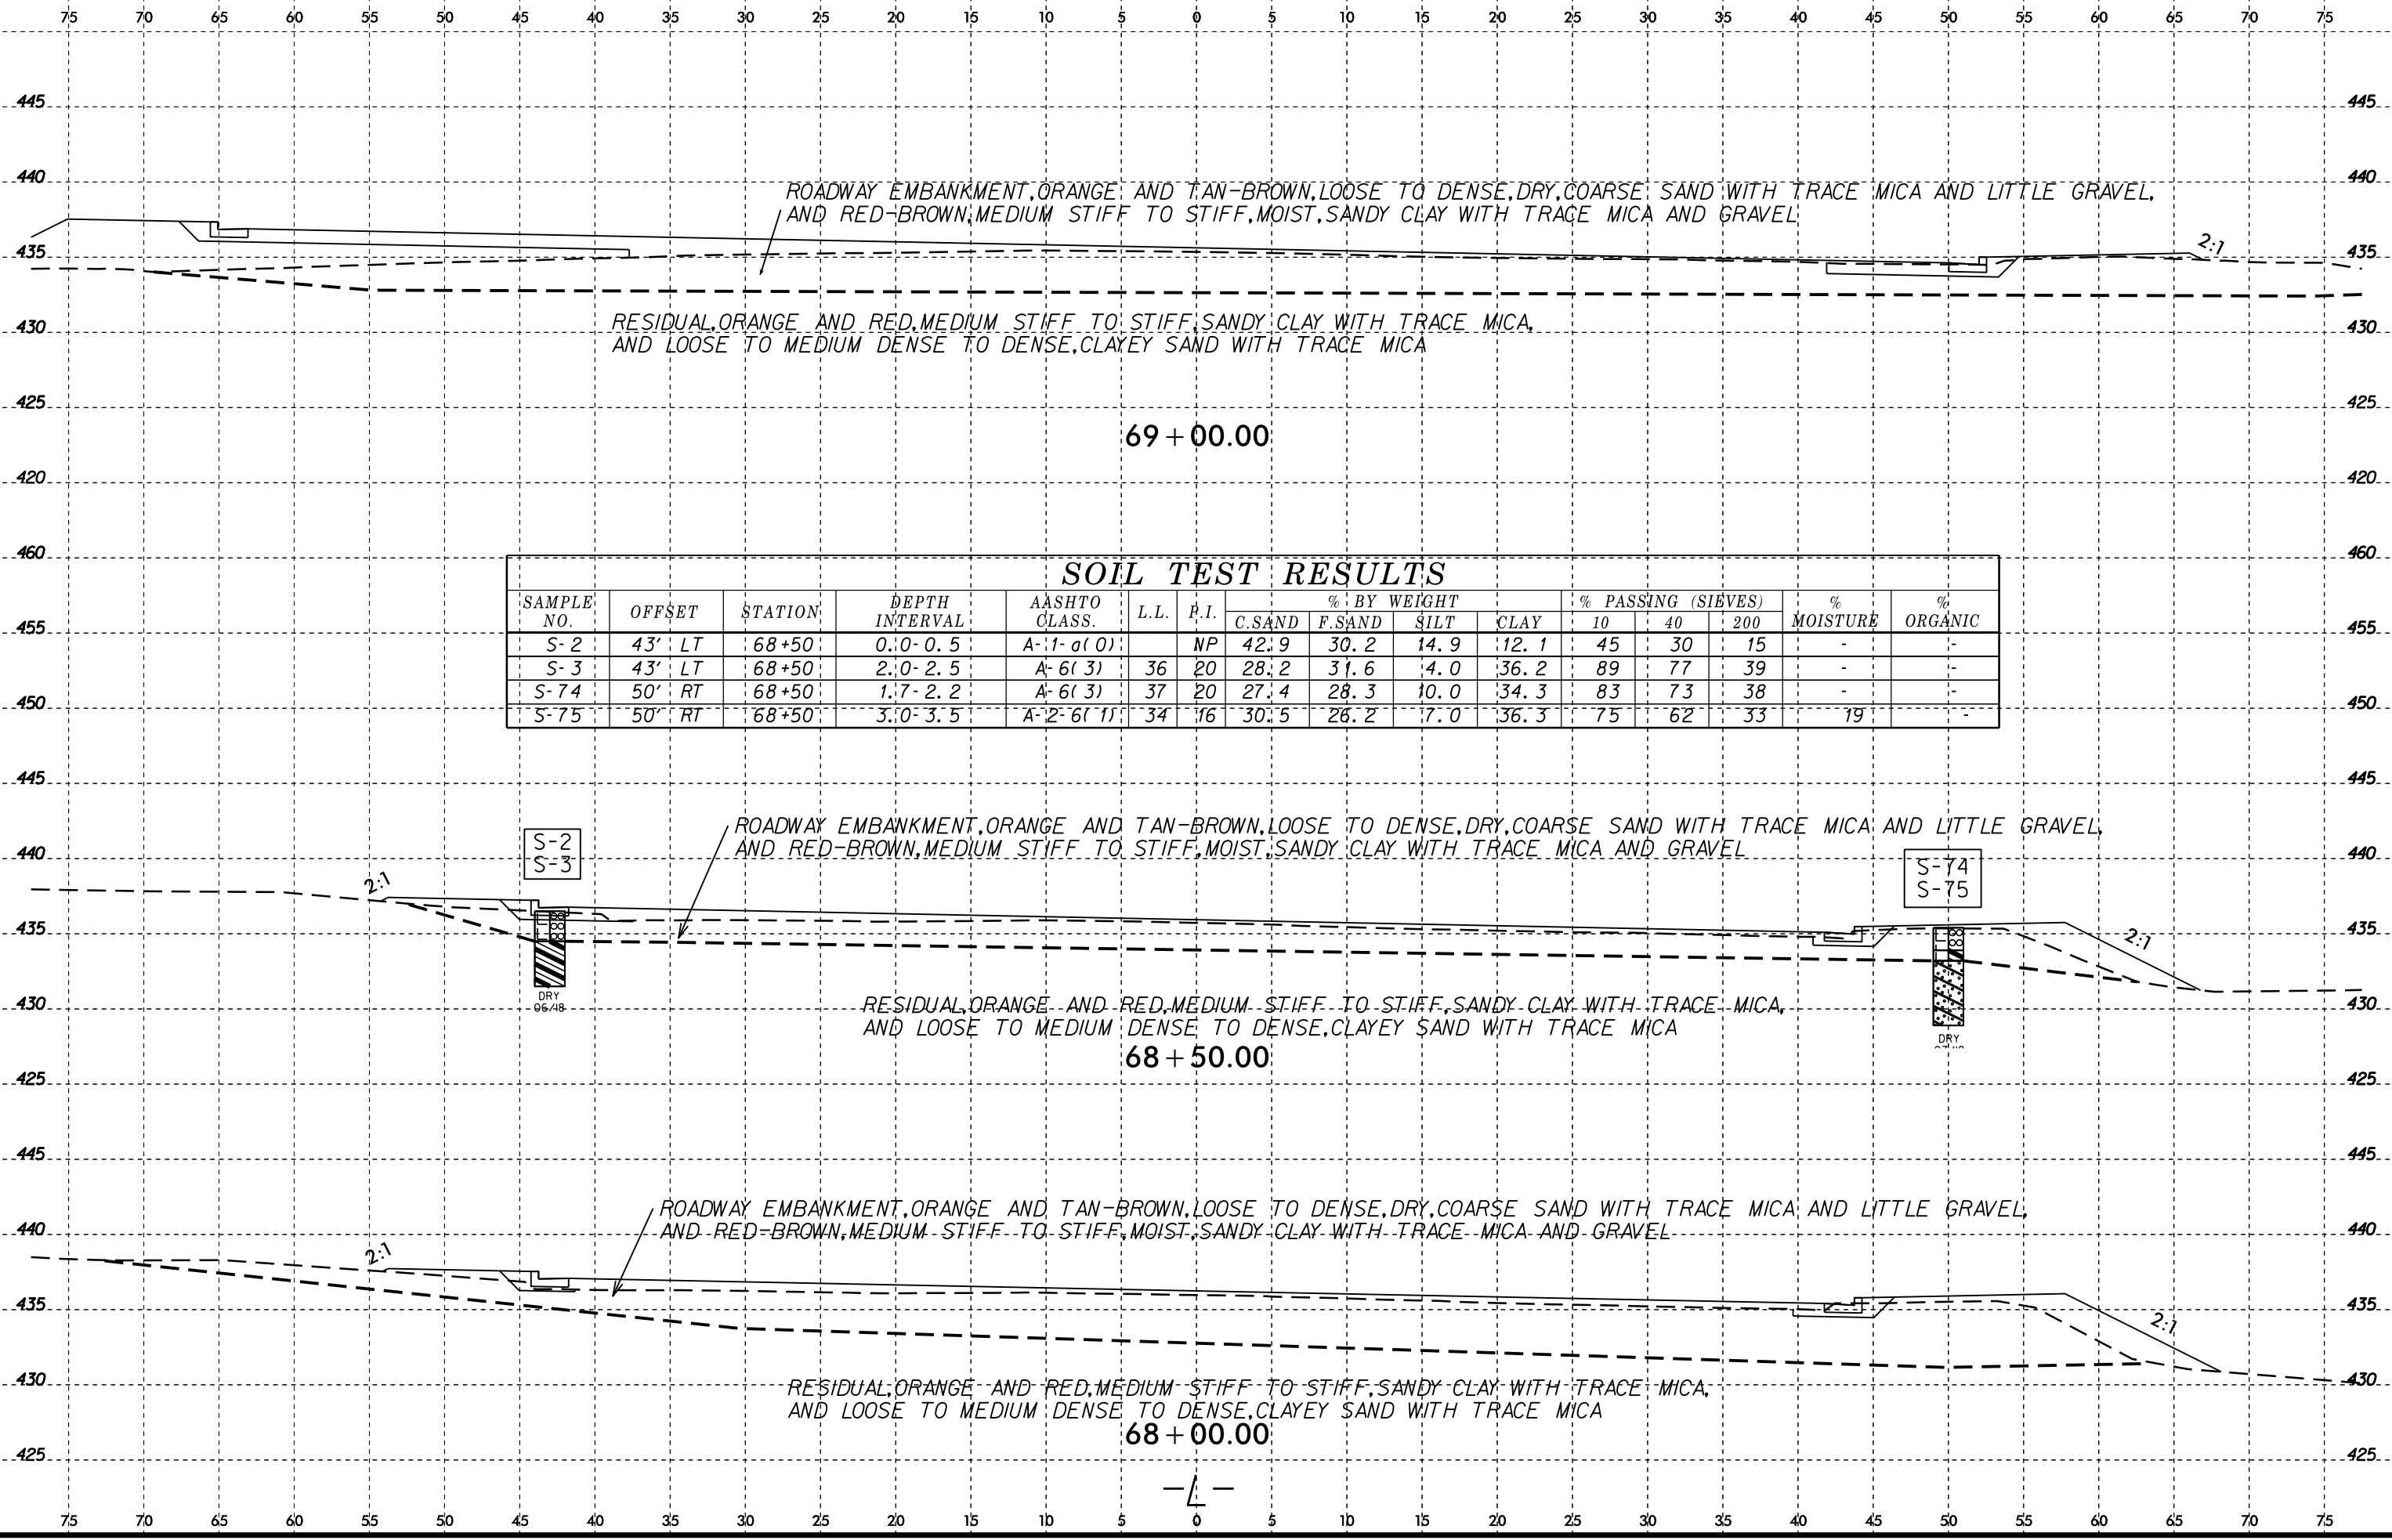 75 70 65 60 55 50 45 40 35 30 25 20 15 10 5 0 5 10 15 20 25 30 35 40 45 50 55 60 65 70 75
445 445
440 440
ROADWAY EMBANKMENT, ORANGE AND TAN-BROWN, LOOSE TO DENSE, DRY, COARSE SAND WITH TRACE MICA AND LITTLE GRAVEL,
AND RED-BROWN, MEDIUM STIFF TO STIFF, MOIST, SANDY CLAY WITH TRACE MICA AND GRAVEL
2:1
435 435
430 430
RESIDUAL, ORANGE AND RED, MEDIUM STIFF TO STIFF, SANDY CLAY WITH TRACE MICA,
AND LOOSE TO MEDIUM DENSE TO DENSE, CLAYEY SAND WITH TRACE MICA
425 425
69+00.00
420 420
460 460
SOIL TEST RESULTS
SAMPLE NO. OFFSET STATION DEPTH INTERVAL AASHTO CLASS. L.L. P.I. % BY WEIGHT % PASSING (SIEVES) % MOISTURE % ORGANIC
C.SAND F.SAND SILT CLAY 10 40 200
455 455
S-2 43' LT 68+50 0.0-0.5 A-1-a(0) NP 42.9 30.2 14.9 12.1 45 30 15 - -
S-3 43' LT 68+50 2.0-2.5 A-6(3) 36 20 28.2 31.6 4.0 36.2 89 77 39 - -
S-74 50' RT 68+50 1.7-2.2 A-6(3) 37 20 27.4 28.3 10.0 34.3 83 73 38 - -
450 450
S-75 50' RT 68+50 3.0-3.5 A-2-6(1) 34 16 30.5 26.2 7.0 36.3 75 62 33 19 -
445 445
ROADWAY EMBANKMENT, ORANGE AND TAN-BROWN, LOOSE TO DENSE, DRY, COARSE SAND WITH TRACE MICA AND LITTLE GRAVEL,
AND RED-BROWN, MEDIUM STIFF TO STIFF, MOIST, SANDY CLAY WITH TRACE MICA AND GRAVEL
S-2
S-3
440 440
S-74
S-75
2:1
435 435
2:1
DRY
06/18
430 430
RESIDUAL, ORANGE AND RED, MEDIUM STIFF TO STIFF, SANDY CLAY WITH TRACE MICA,
AND LOOSE TO MEDIUM DENSE TO DENSE, CLAYEY SAND WITH TRACE MICA
DRY
68+50.00
425 425
445 445
ROADWAY EMBANKMENT, ORANGE AND TAN-BROWN, LOOSE TO DENSE, DRY, COARSE SAND WITH TRACE MICA AND LITTLE GRAVEL,
AND RED-BROWN, MEDIUM STIFF TO STIFF, MOIST, SANDY CLAY WITH TRACE MICA AND GRAVEL
440 440
2:1
435 435
2:1
430 430
RESIDUAL, ORANGE AND RED, MEDIUM STIFF TO STIFF, SANDY CLAY WITH TRACE MICA,
AND LOOSE TO MEDIUM DENSE TO DENSE, CLAYEY SAND WITH TRACE MICA
68+00.00
425 425
-L-
75 70 65 60 55 50 45 40 35 30 25 20 15 10 5 0 5 10 15 20 25 30 35 40 45 50 55 60 65 70 75